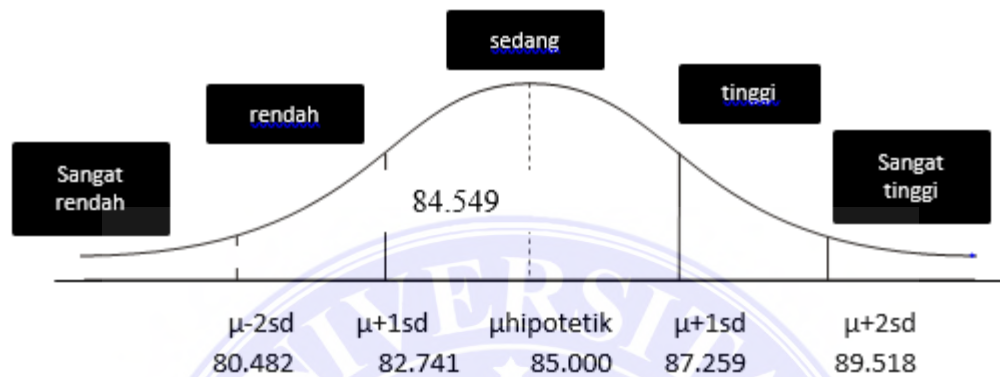 sedang
rendah
tinggi
Sangat
rendah
Sangat
tinggi
84.549
μ-2sd μ+1sd μhipotetik μ+1sd μ+2sd
80.482 82.741 85.000 87.259 89.518
IVERSIT